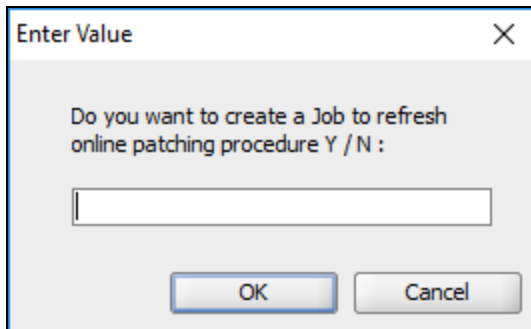 Enter Value
Do you want to create a Job to refresh
online patching procedure Y / N :
OK
Cancel